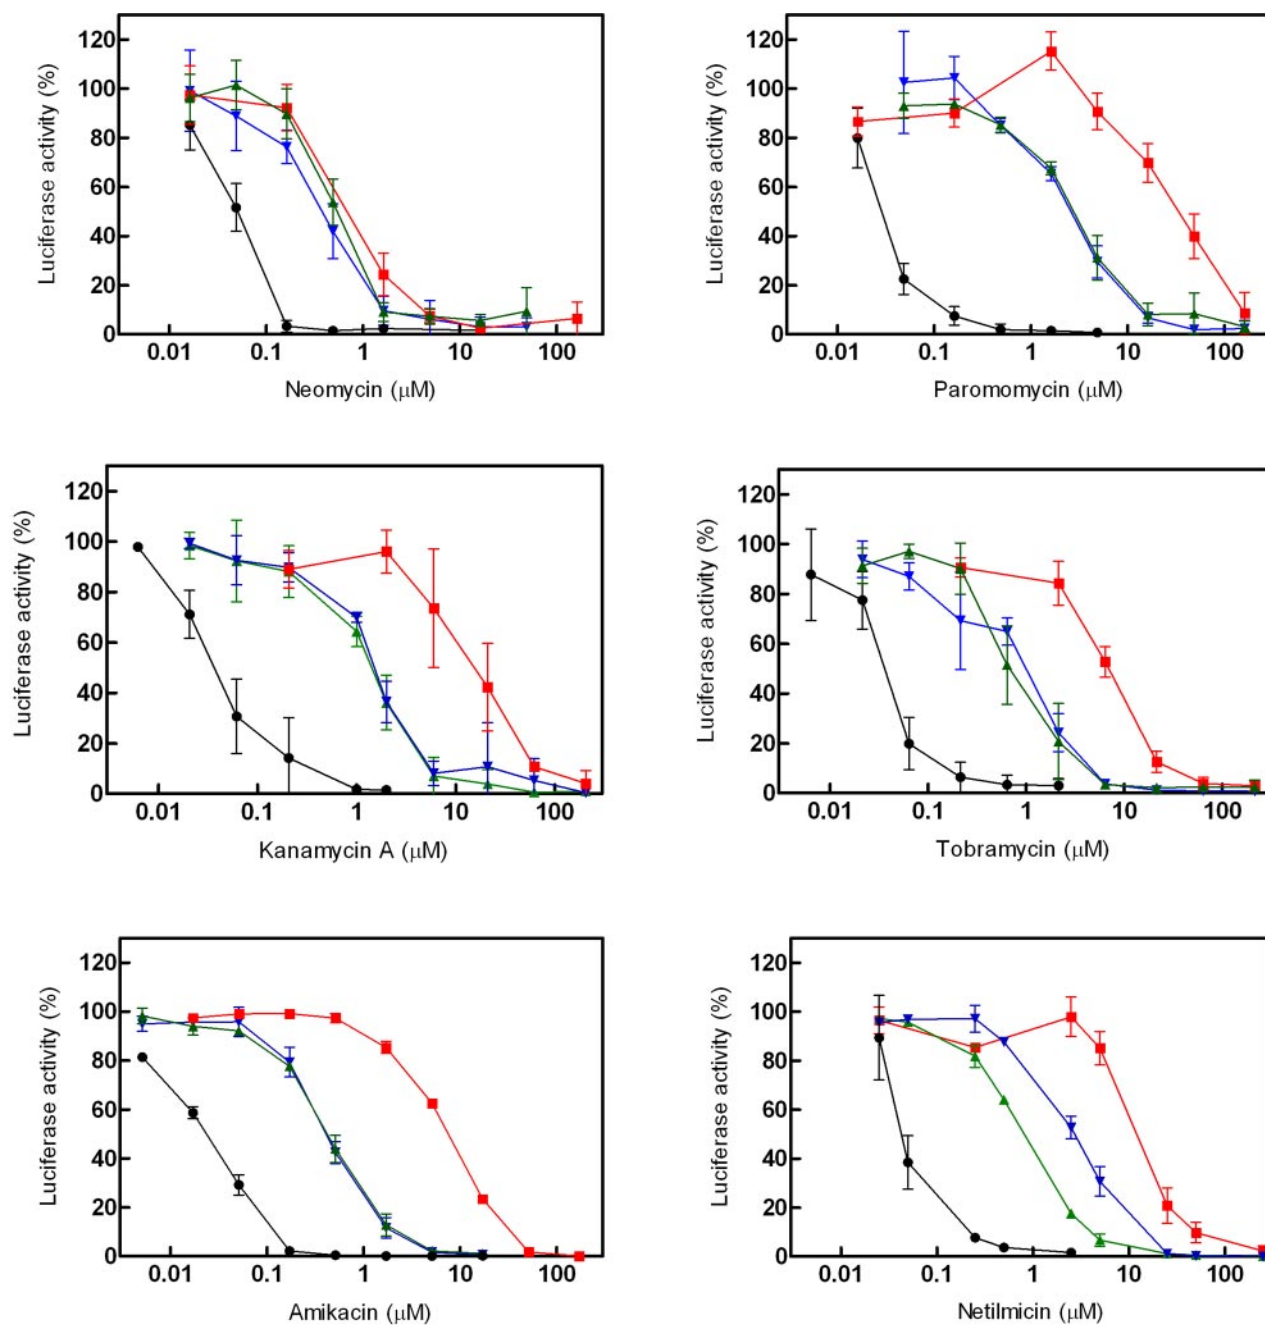 120
100
80
60
40
20
0
Luciferase activity (%)
0.01 0.1 1 10 100
Neomycin (μM)
120
100
80
60
40
20
0
Luciferase activity (%)
0.01 0.1 1 10 100
Paromomycin (μM)
120
100
80
60
40
20
0
Luciferase activity (%)
0.01 0.1 1 10 100
Kanamycin A (μM)
120
100
80
60
40
20
0
Luciferase activity (%)
0.01 0.1 1 10 100
Tobramycin (μM)
120
100
80
60
40
20
0
Luciferase activity (%)
0.01 0.1 1 10 100
Amikacin (μM)
120
100
80
60
40
20
0
Luciferase activity (%)
0.01 0.1 1 10 100
Netilmicin (μM)